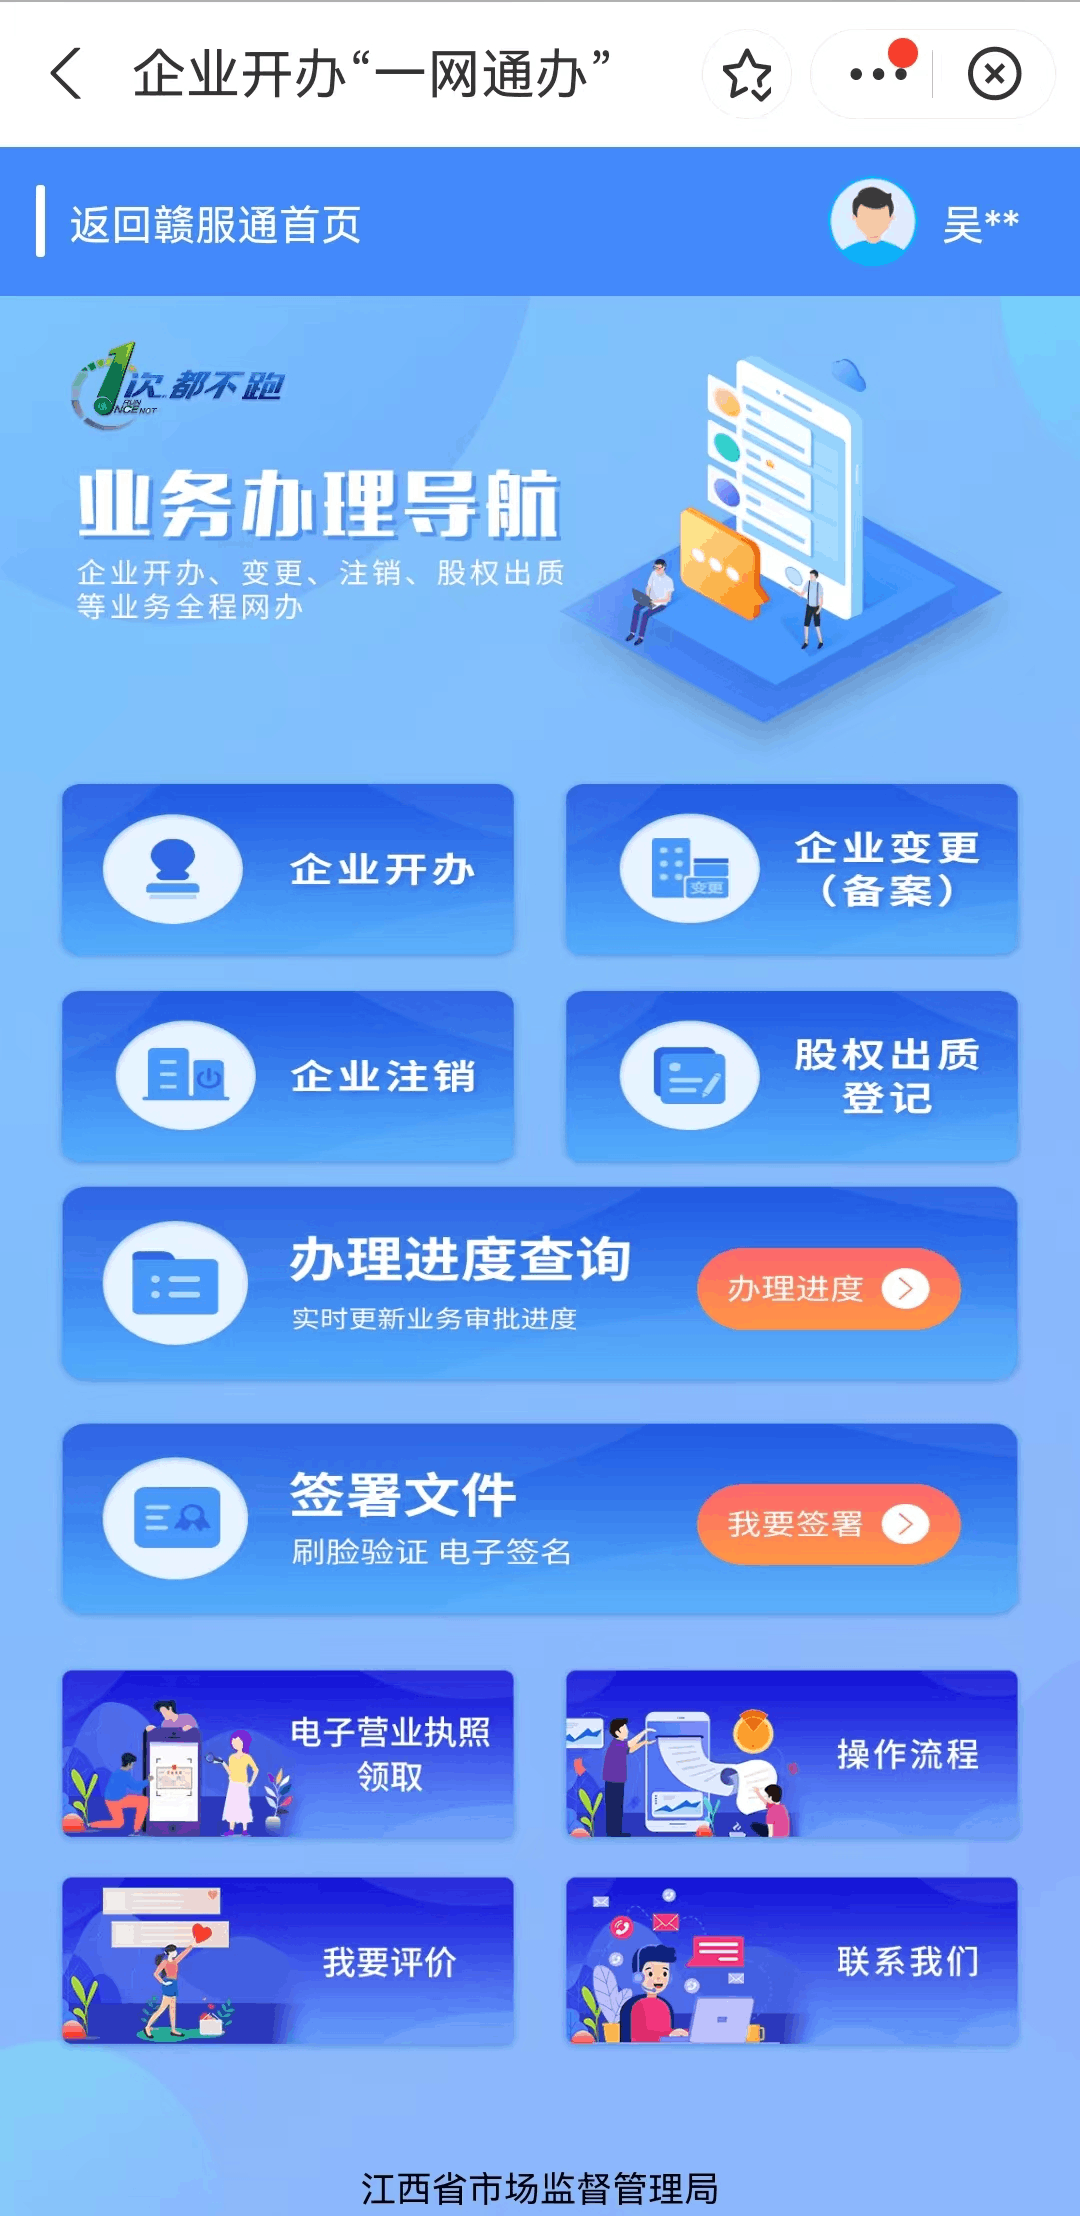 企业开办“一网通办”
返回赣服通首页
吴**
1次都不跑
RUN
NCE NOT
业务办理导航
企业开办、变更、注销、股权出质
等业务全程网办
企业开办
变更
企业变更
（备案）
企业注销
股权出质
登记
办理进度查询
实时更新业务审批进度
办理进度
签署文件
刷脸验证 电子签名
我要签署
电子营业执照
领取
操作流程
我要评价
联系我们
江西省市场监督管理局